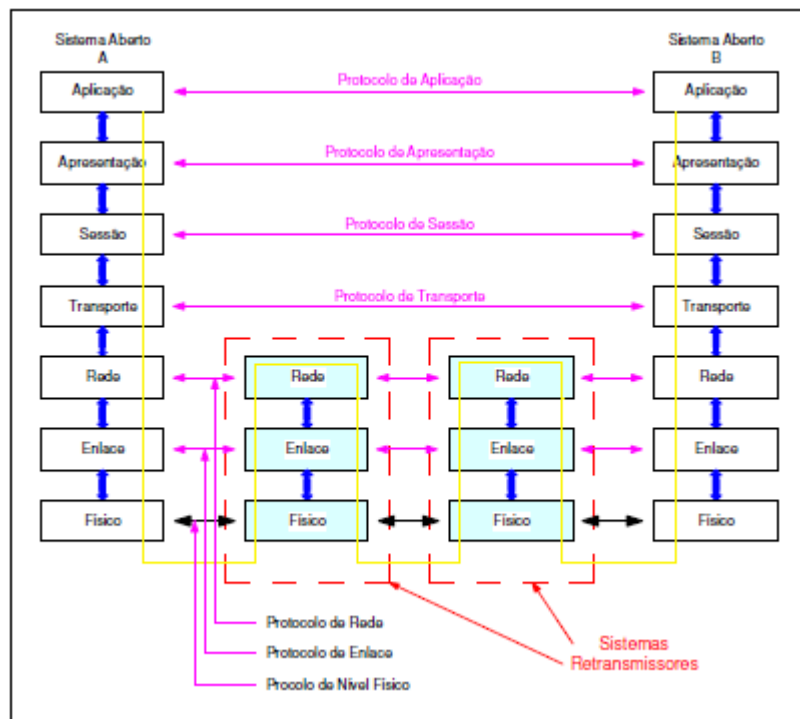 Sistema Aberto
A
Sistema Aberto
B
Aplicação
Protocolo de Aplicação
Aplicação
Apresentação
Protocolo de Apresentação
Apresentação
Sessão
Protocolo de Sessão
Sessão
Transporte
Protocolo de Transporte
Transporte
Rede
Rede
Rede
Rede
Enlace
Enlace
Enlace
Enlace
Físico
Físico
Físico
Físico
Protocolo de Rede
Protocolo de Enlace
Procolo de Nível Físico
Sistemas
Retransmissores